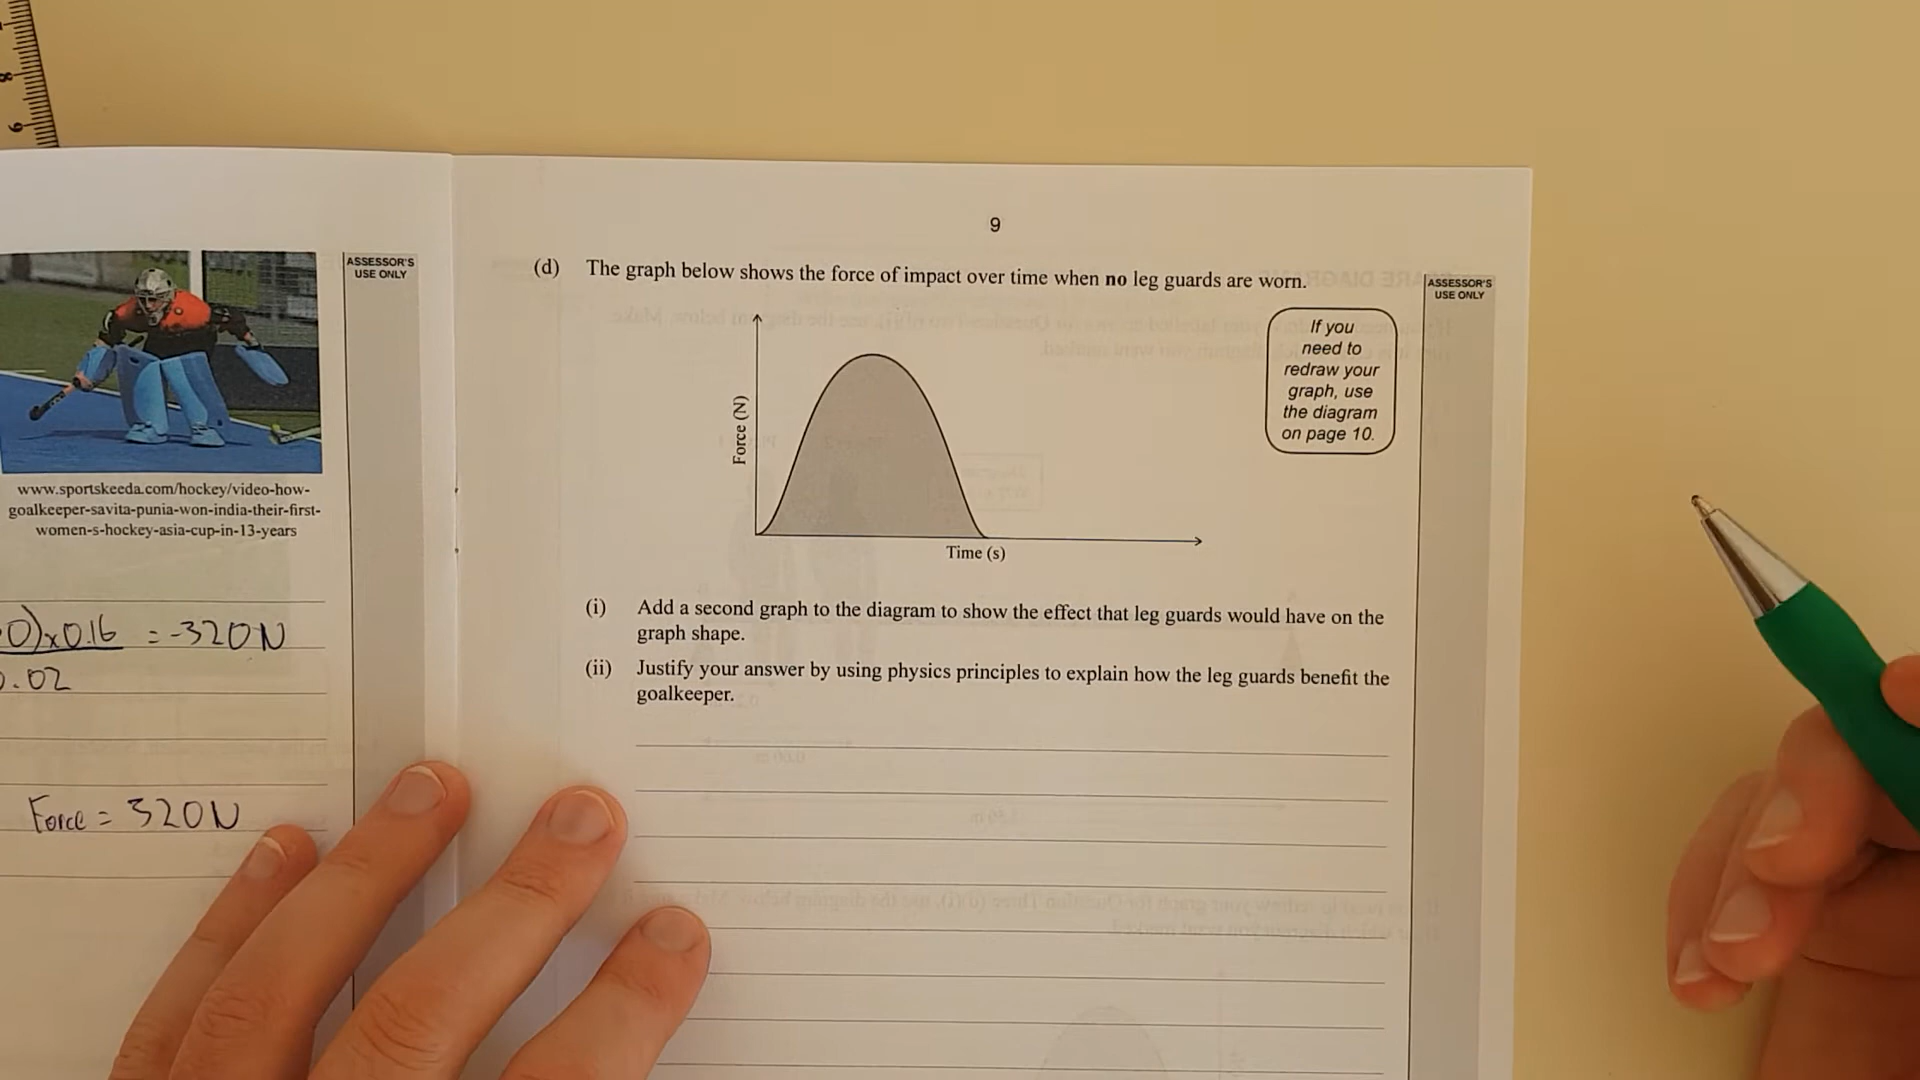 8
9
ASSESSOR'S
USE ONLY
www.sportskeeda.com/hockey/video-how-
goalkeeper-savita-punia-won-india-their-first-
women-s-hockey-asia-cup-in-13-years
0)x0.16 = -320N
0.02
Force = 320N
9
(d) The graph below shows the force of impact over time when no leg guards are worn.
ASSESSOR'S
USE ONLY
If you
need to
redraw your
graph, use
the diagram
on page 10.
Force (N)
Time (s)
(i) Add a second graph to the diagram to show the effect that leg guards would have on the
graph shape.
(ii) Justify your answer by using physics principles to explain how the leg guards benefit the
goalkeeper.